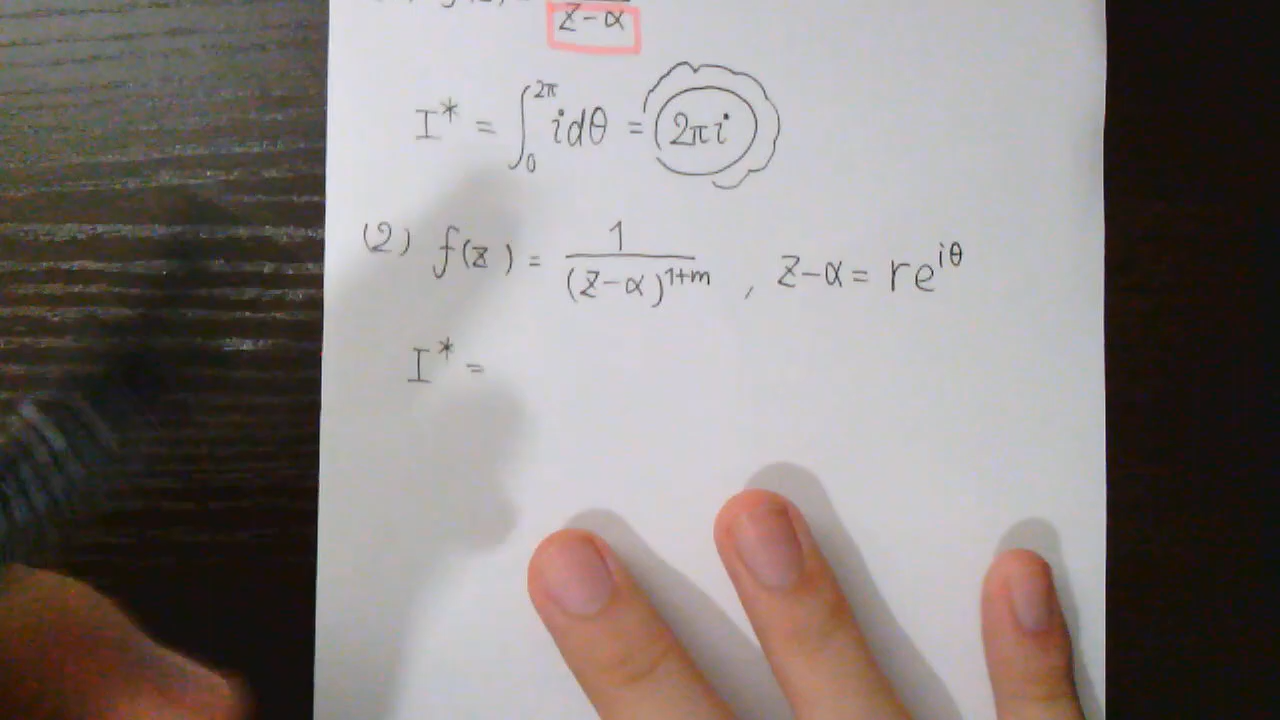 z-α
I* = ∫₀^{2π} i dθ = 2πi
(2) f(z) = 1/(z-α)^{1+m} , z-α = re^{iθ}
I* =